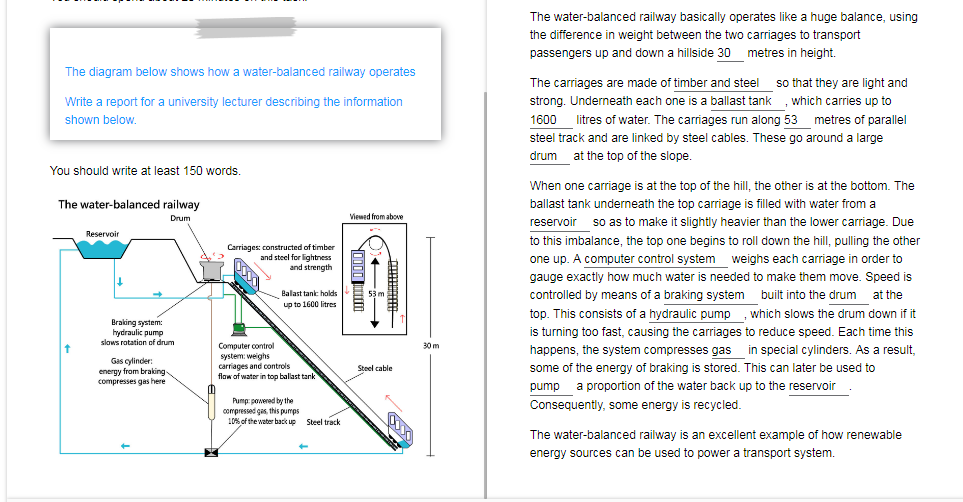 The diagram below shows how a water-balanced railway operates
Write a report for a university lecturer describing the information
shown below.
You should write at least 150 words.
The water-balanced railway
Drum
Viewed from above
Reservoir
Carriages: constructed of timber
and steel for lightness
and strength
Ballast tank: holds
up to 1600 litres
53 m
Braking system:
hydraulic pump
slows rotation of drum
Computer control
system: weighs
carriages and controls
flow of water in top ballast tank
30 m
Gas cylinder:
energy from braking
compresses gas here
Steel cable
Pump: powered by the
compressed gas, this pumps
10% of the water back up
Steel track
The water-balanced railway basically operates like a huge balance, using
the difference in weight between the two carriages to transport
passengers up and down a hillside 30 metres in height.
The carriages are made of timber and steel so that they are light and
strong. Underneath each one is a ballast tank , which carries up to
1600 litres of water. The carriages run along 53 metres of parallel
steel track and are linked by steel cables. These go around a large
drum at the top of the slope.
When one carriage is at the top of the hill, the other is at the bottom. The
ballast tank underneath the top carriage is filled with water from a
reservoir so as to make it slightly heavier than the lower carriage. Due
to this imbalance, the top one begins to roll down the hill, pulling the other
one up. A computer control system weighs each carriage in order to
gauge exactly how much water is needed to make them move. Speed is
controlled by means of a braking system built into the drum at the
top. This consists of a hydraulic pump , which slows the drum down if it
is turning too fast, causing the carriages to reduce speed. Each time this
happens, the system compresses gas in special cylinders. As a result,
some of the energy of braking is stored. This can later be used to
pump a proportion of the water back up to the reservoir .
Consequently, some energy is recycled.
The water-balanced railway is an excellent example of how renewable
energy sources can be used to power a transport system.